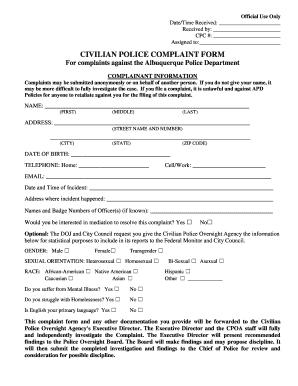 Official Use Only
Date/Time Received:
Received by:
CPC #:
Assigned to:
CIVILIAN POLICE COMPLAINT FORM
For complaints against the Albuquerque Police Department
COMPLAINANT INFORMATION
Complaints may be submitted anonymously or on behalf of another person. If you do not give your name, it
may be more difficult to fully investigate the case. If you file a complaint, it is unlawful and against APD
Policies for anyone to retaliate against you for the filing of this complaint.
NAME:
(FIRST) (MIDDLE) (LAST)
ADDRESS:
(STREET NAME AND NUMBER)
(CITY) (STATE) (ZIP CODE)
DATE OF BIRTH:
TELEPHONE: Home: Cell/Work:
EMAIL:
Date and Time of Incident:
Address where incident happened:
Names and Badge Numbers of Officer(s) (if known):
Would you be interested in mediation to resolve this complaint? Yes ☐ No☐
Optional: The DOJ and City Council request you give the Civilian Police Oversight Agency the information
below for statistical purposes to include in its reports to the Federal Monitor and City Council.
GENDER: Male ☐ Female☐ Transgender ☐
SEXUAL ORIENTATION: Heterosexual ☐ Homosexual ☐ Bi-Sexual ☐ Asexual ☐
RACE: African-American ☐ Native American ☐ Hispanic ☐
Caucasian ☐ Asian ☐ Other ☐
Do you suffer from Mental Illness? Yes ☐ No ☐
Do you struggle with Homelessness? Yes ☐ No ☐
Is English your primary language? Yes ☐ No ☐
This complaint form and any other documentation you provide will be forwarded to the Civilian
Police Oversight Agency's Executive Director. The Executive Director and the CPOA staff will fully
and independently investigate the Complaint. The Executive Director will present recommended
findings to the Police Oversight Board. The Board will make findings and may propose discipline. It
will then submit the completed investigation and findings to the Chief of Police for review and
consideration for possible discipline.